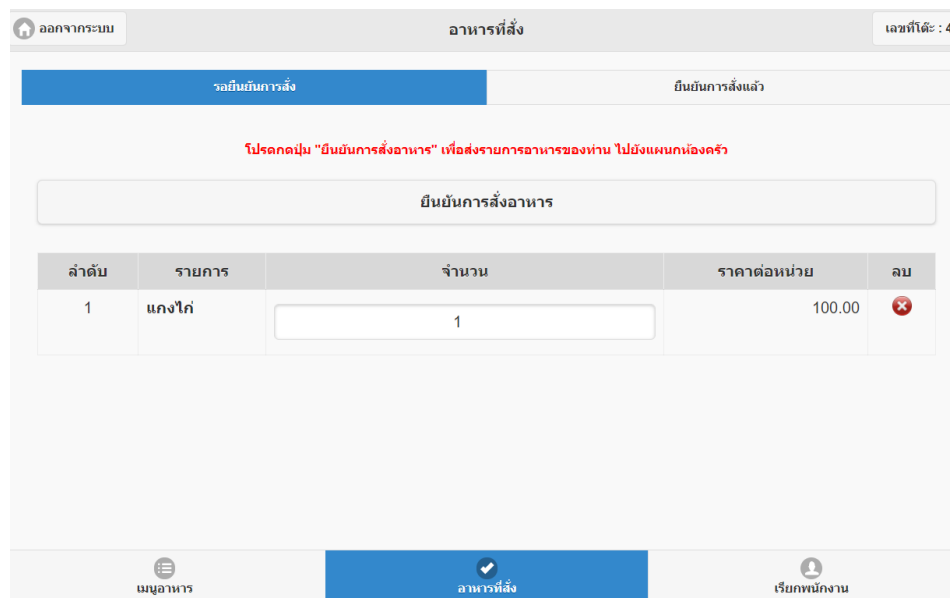 ออกจากระบบ อาหารที่สั่ง เลขที่โต๊ะ : 4
รอยืนยันการสั่ง ยืนยันการสั่งแล้ว
โปรดกดปุ่ม "ยืนยันการสั่งอาหาร" เพื่อส่งรายการอาหารของท่าน ไปยังแผนกห้องครัว
ยืนยันการสั่งอาหาร
ลำดับ รายการ จำนวน ราคาต่อหน่วย ลบ
1 แกงไก่ 1 100.00
เมนูอาหาร อาหารที่สั่ง เรียกพนักงาน